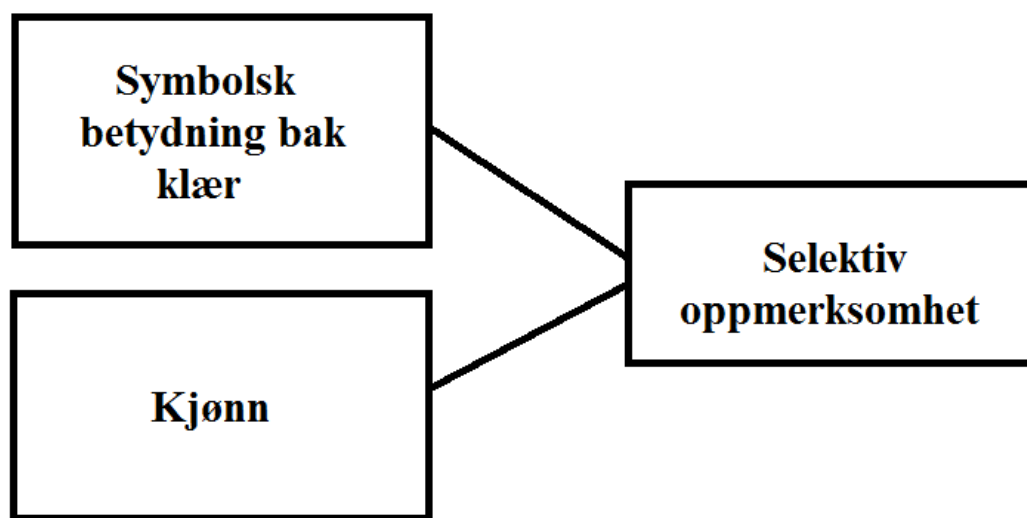 Symbolsk
betydning bak
klær
Selektiv
oppmerksomhet
Kjønn